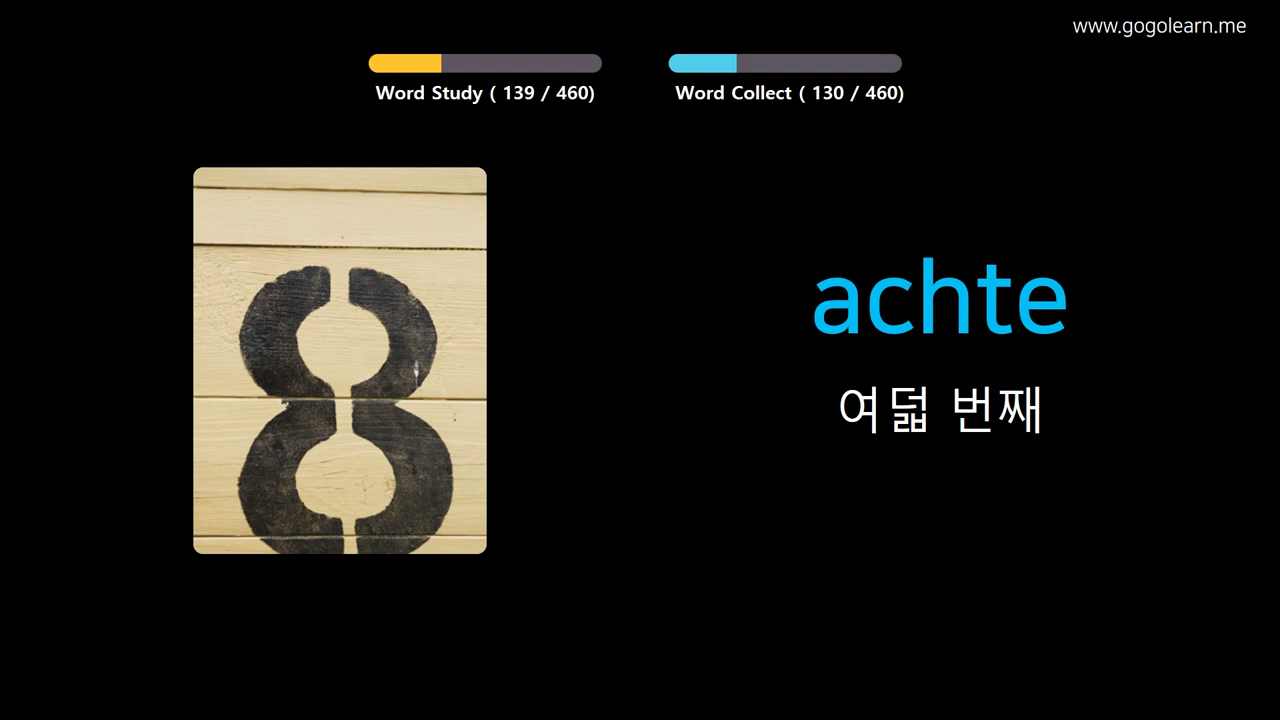 www.gogolearn.me
Word Study ( 139 / 460)
Word Collect ( 130 / 460)
8
achte
여덟 번째